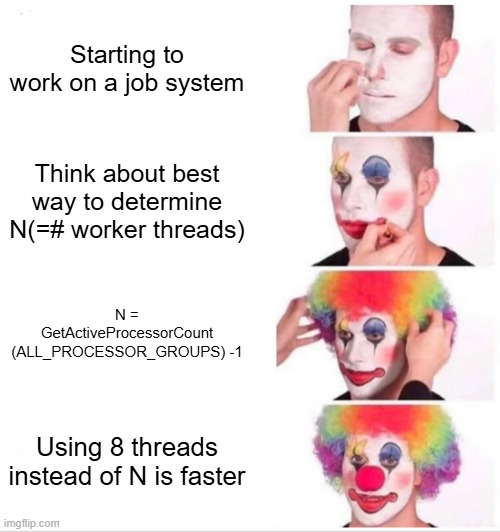 Starting to
work on a job system
Think about best
way to determine
N(=# worker threads)
N =
GetActiveProcessorCount
(ALL_PROCESSOR_GROUPS) -1
Using 8 threads
instead of N is faster
imgflip.com